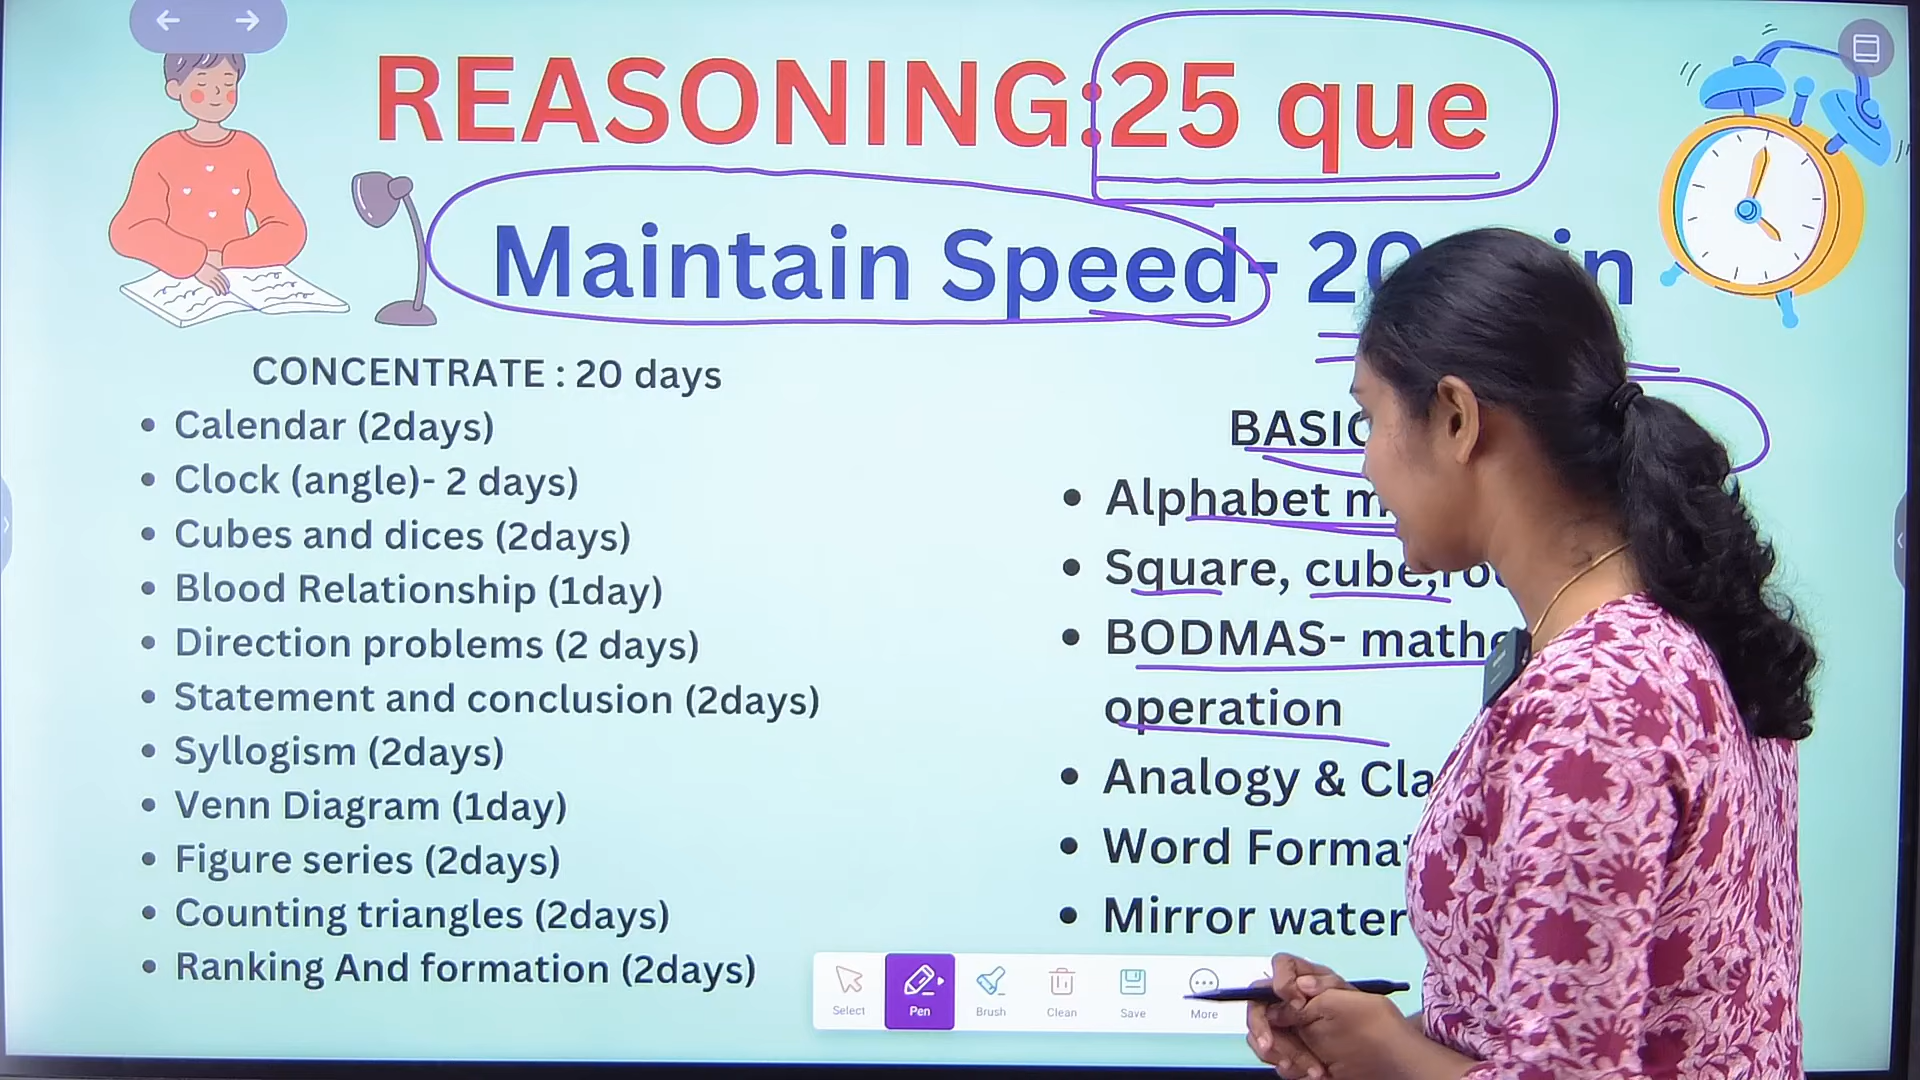 REASONING:25 que
Maintain Speed- 20
CONCENTRATE : 20 days
• Calendar (2days)
• Clock (angle)- 2 days)
• Cubes and dices (2days)
• Blood Relationship (1day)
• Direction problems (2 days)
• Statement and conclusion (2days)
• Syllogism (2days)
• Venn Diagram (1day)
• Figure series (2days)
• Counting triangles (2days)
• Ranking And formation (2days)
BASIC
• Alphabet
• Square, cube,
• BODMAS-
operation
• Analogy &
• Word
• Mirror water
Select Pen Brush Clean Save More